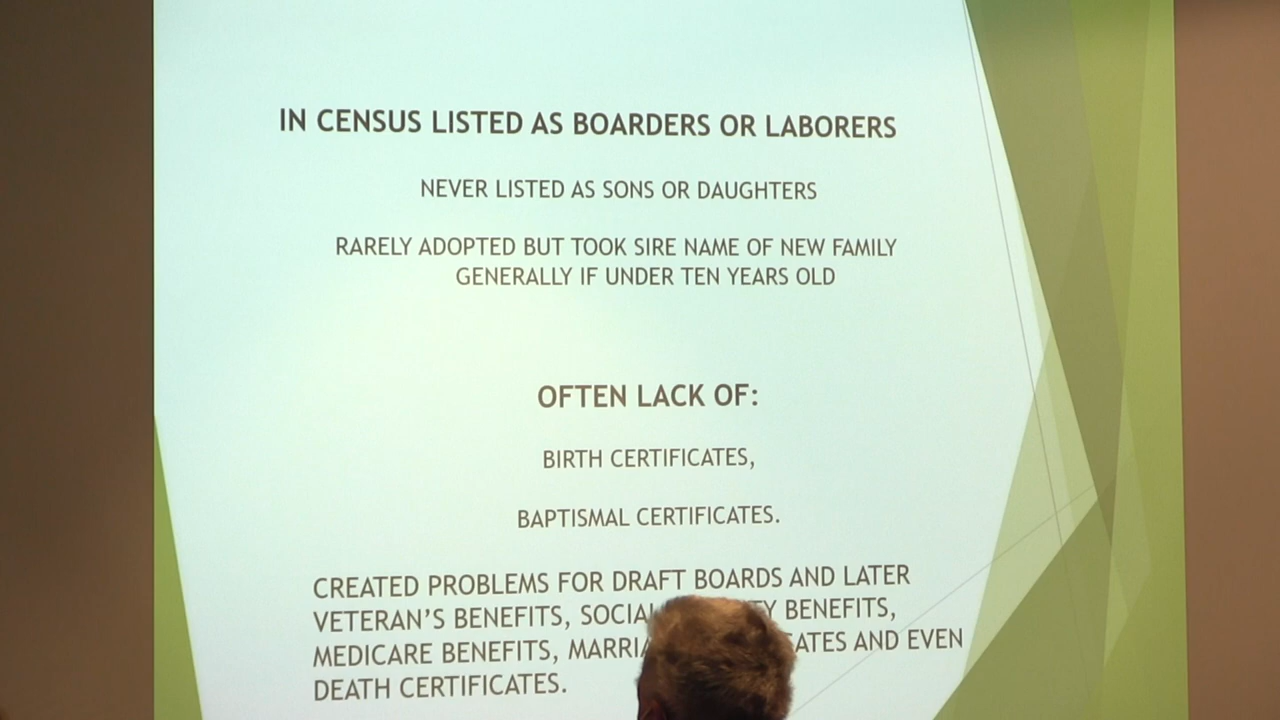 IN CENSUS LISTED AS BOARDERS OR LABORERS
NEVER LISTED AS SONS OR DAUGHTERS
RARELY ADOPTED BUT TOOK SIRE NAME OF NEW FAMILY
GENERALLY IF UNDER TEN YEARS OLD
OFTEN LACK OF:
BIRTH CERTIFICATES,
BAPTISMAL CERTIFICATES.
CREATED PROBLEMS FOR DRAFT BOARDS AND LATER
VETERAN'S BENEFITS, SOCIAL BENEFITS,
MEDICARE BENEFITS, AND EVEN
DEATH CERTIFICATES.